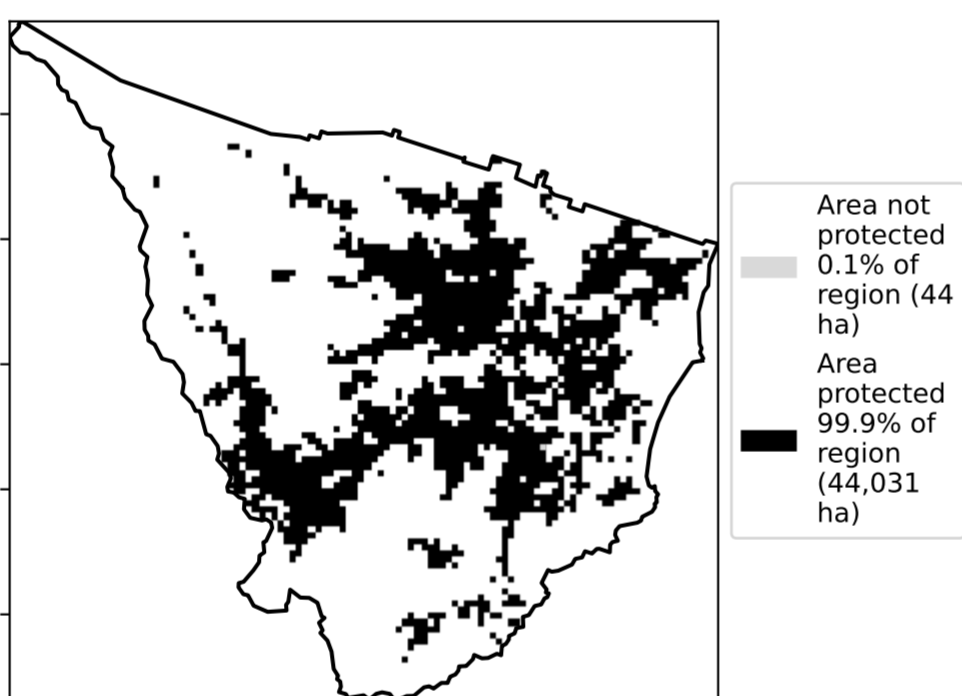 Area not
protected
0.1% of
region (44
ha)
Area
protected
99.9% of
region
(44,031
ha)